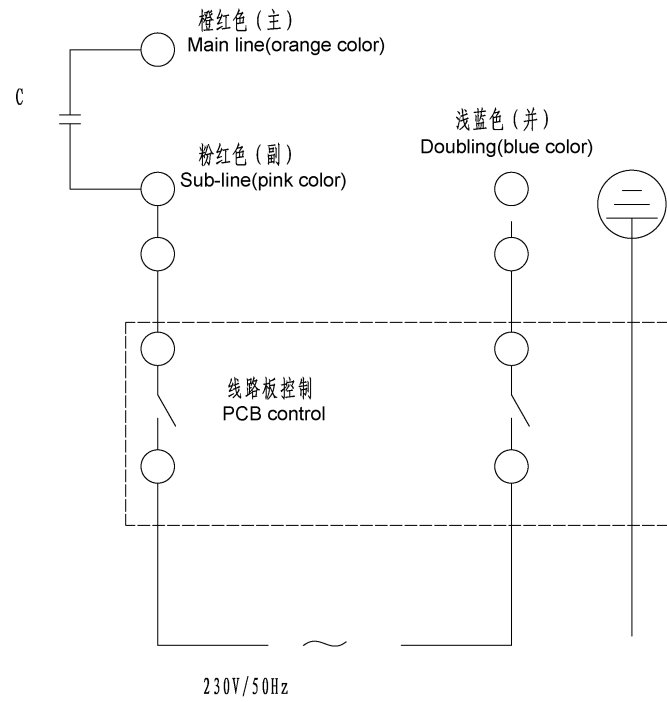 橙红色（主）
Main line(orange color)
C
浅蓝色（并）
Doubling(blue color)
粉红色（副）
Sub-line(pink color)
线路板控制
PCB control
230V/50Hz